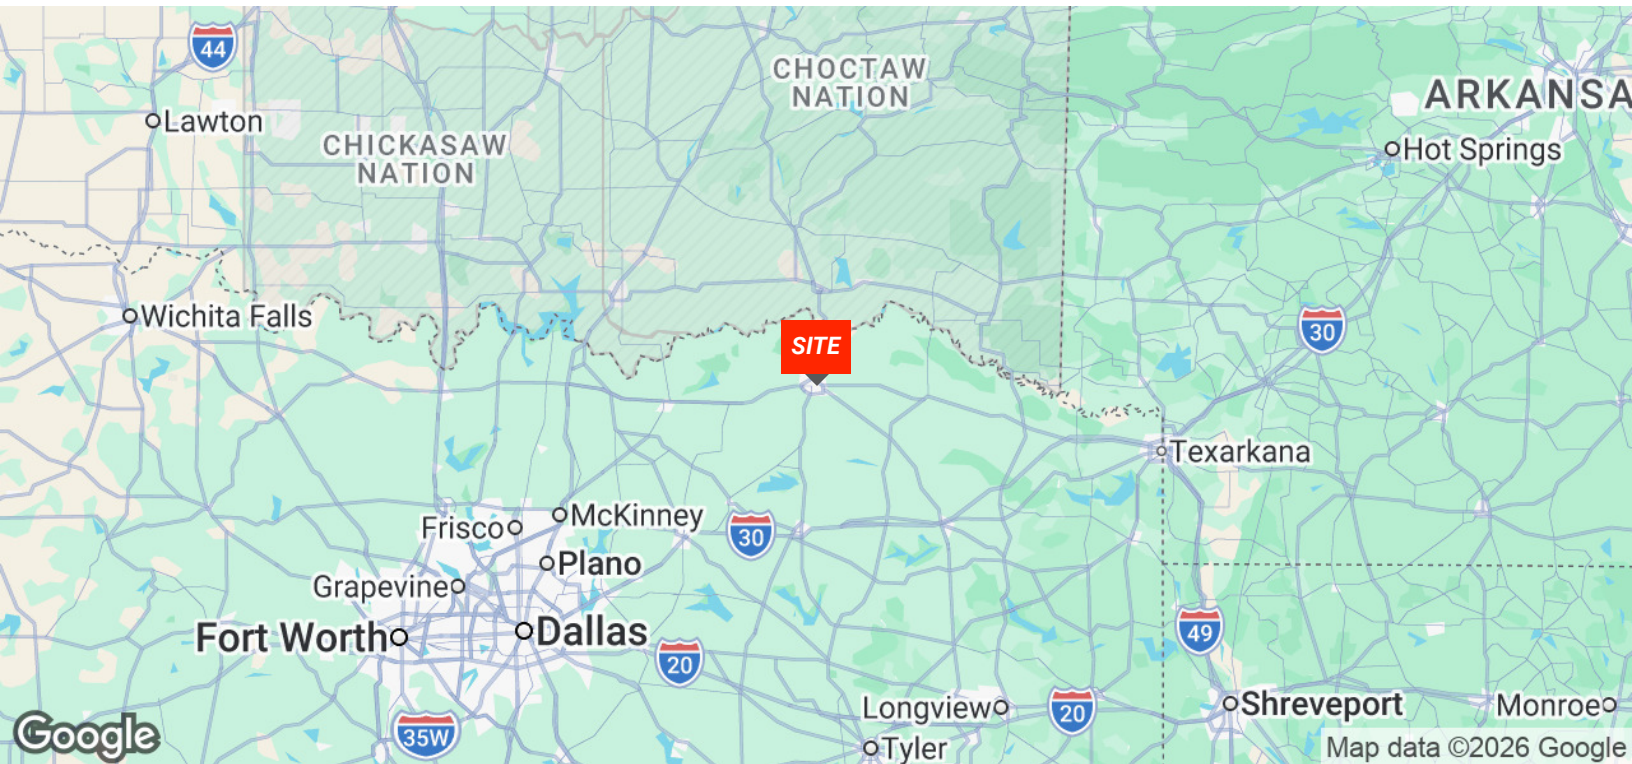 44
Lawton
CHOCTAW
NATION
ARKANSA
CHICKASAW
NATION
Hot Springs
Wichita Falls
30
SITE
Texarkana
Frisco
McKinney
30
Plano
Grapevine
Fort Worth
Dallas
20
49
Longview
20
Shreveport
Monroe
35W
Tyler
Google
Map data ©2026 Google